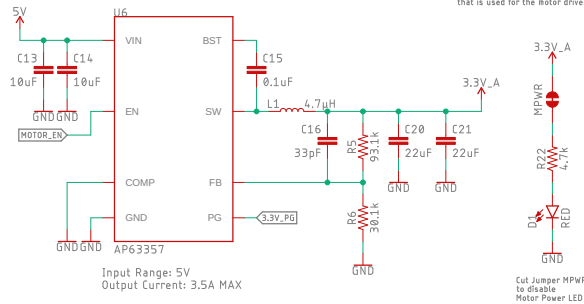 that is used for the motor drive
5V
U6
3.3V_A
VIN
BST
C13
C14
C15
10uF
10uF
0.1uF
3.3V_A
MPWR
GND
GND
L1
4.7µH
EN
SW
MOTOR_EN
C16
33pF
R5
93.1k
C20
22uF
C21
22uF
R22
4.7k
COMP
FB
GND
GND
GND
PG
3.3V_PG
R6
30.1k
D1
RED
GND
GND
AP63357
GND
GND
Input Range: 5V
Output Current: 3.5A MAX
Cut Jumper MPWR
to disable
Motor Power LED